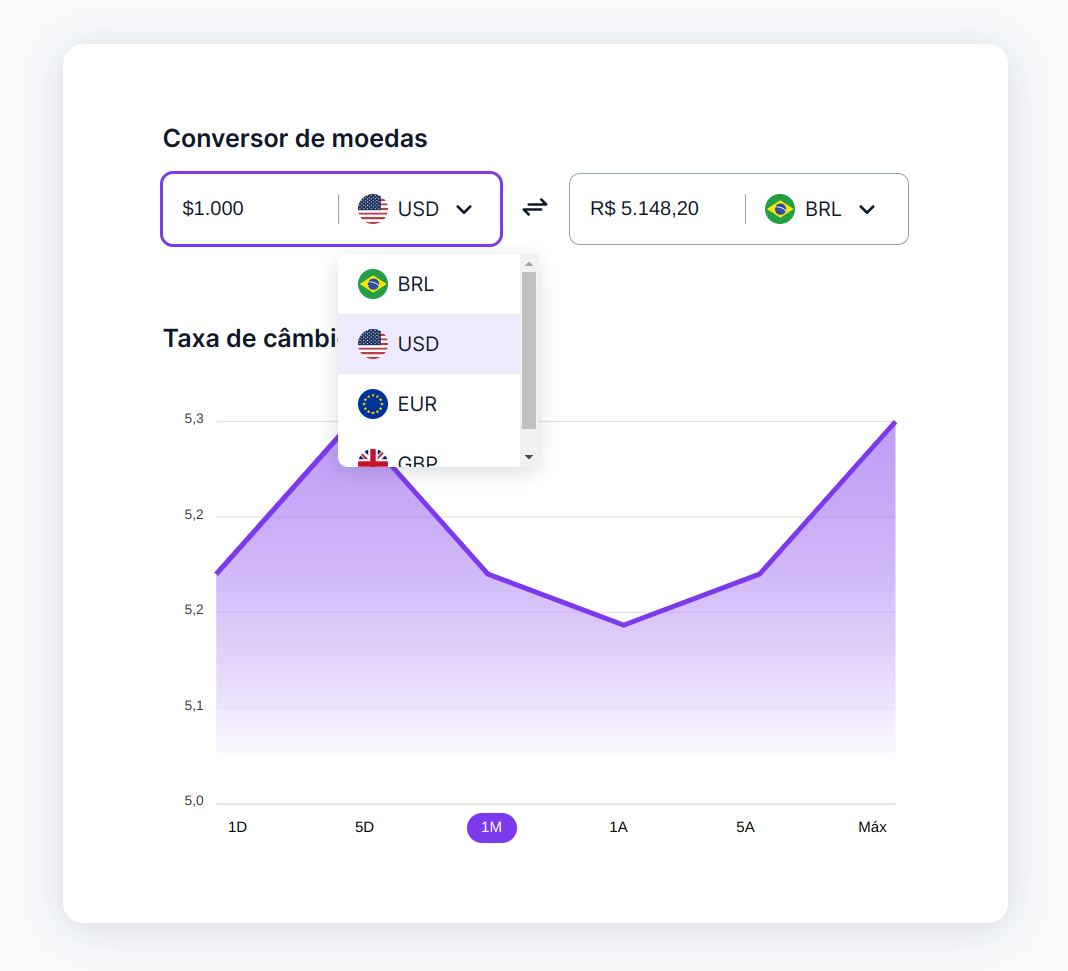 Conversor de moedas
$1.000 USD R$ 5.148,20 BRL
BRL
Taxa de câmbi
USD
EUR
GBP
5,3
5,2
5,2
5,1
5,0
1D 5D 1M 1A 5A Máx